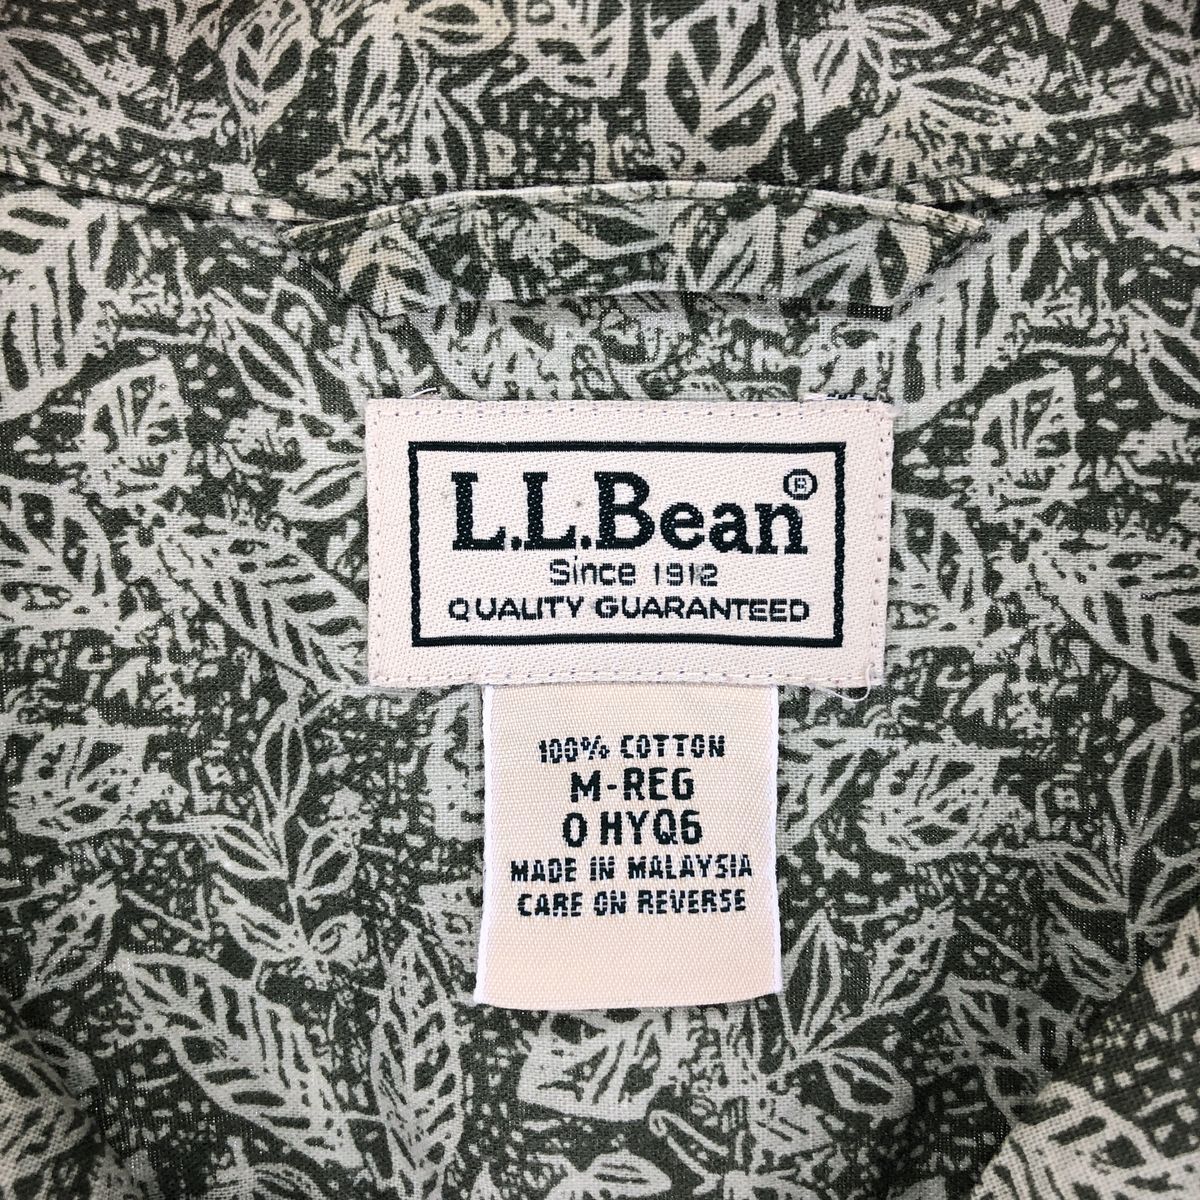 L.L.Bean®
Since 1912
QUALITY GUARANTEED
100% COTTON
M-REG
0 HYQ6
MADE IN MALAYSIA
CARE ON REVERSE